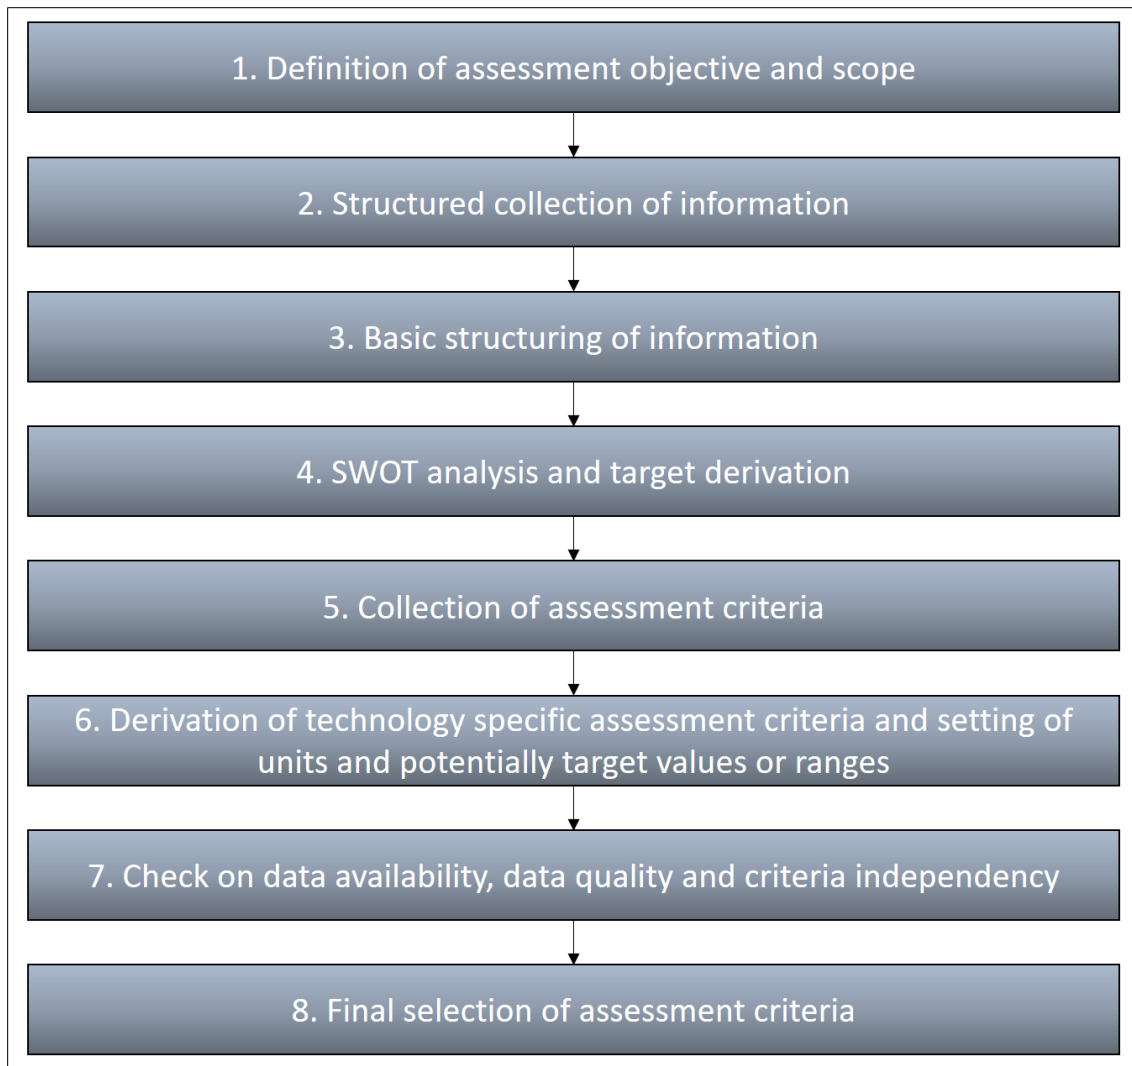 1. Definition of assessment objective and scope
2. Structured collection of information
3. Basic structuring of information
4. SWOT analysis and target derivation
5. Collection of assessment criteria
6. Derivation of technology specific assessment criteria and setting of
units and potentially target values or ranges
7. Check on data availability, data quality and criteria independency
8. Final selection of assessment criteria